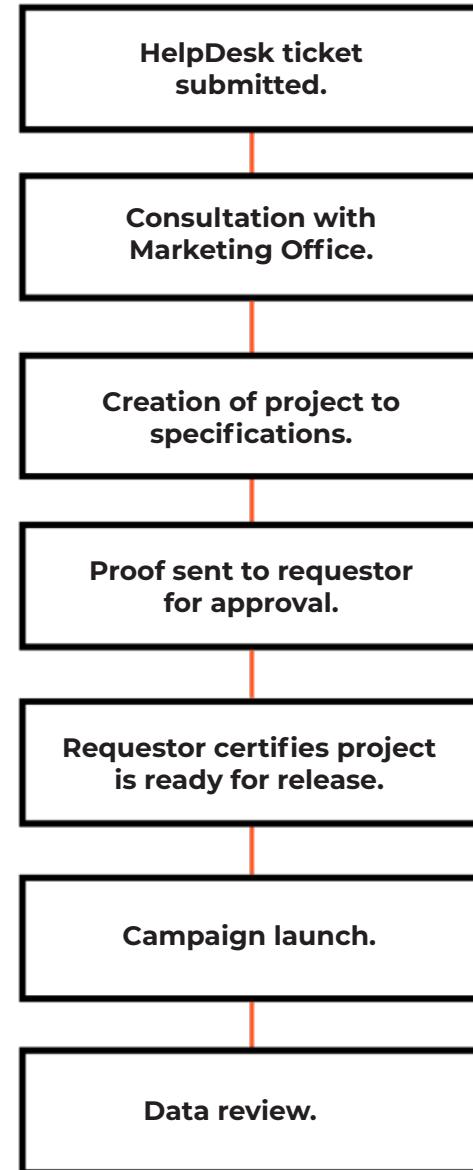 HelpDesk ticket
submitted.
Consultation with
Marketing Office.
Creation of project to
specifications.
Proof sent to requestor
for approval.
Requestor certifies project
is ready for release.
Campaign launch.
Data review.